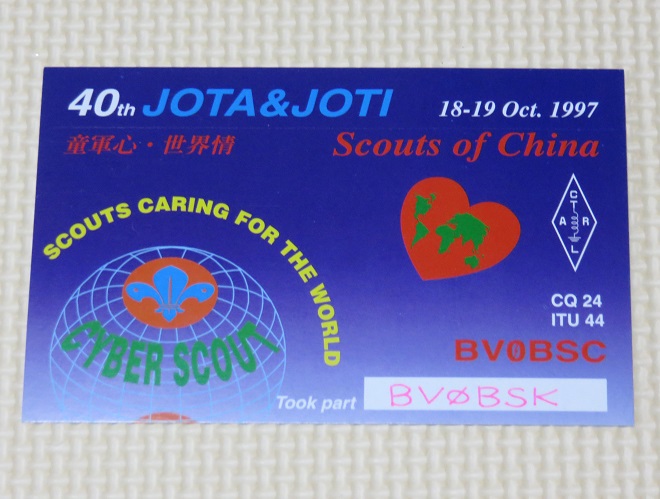 40th JOTA&JOTI
18-19 Oct. 1997
童軍心・世界情
Scouts of China
SCOUTS CARING FOR THE WORLD
CYBER SCOUT
C
A R
L
CQ 24
ITU 44
BV0BSC
Took part BVØBSK